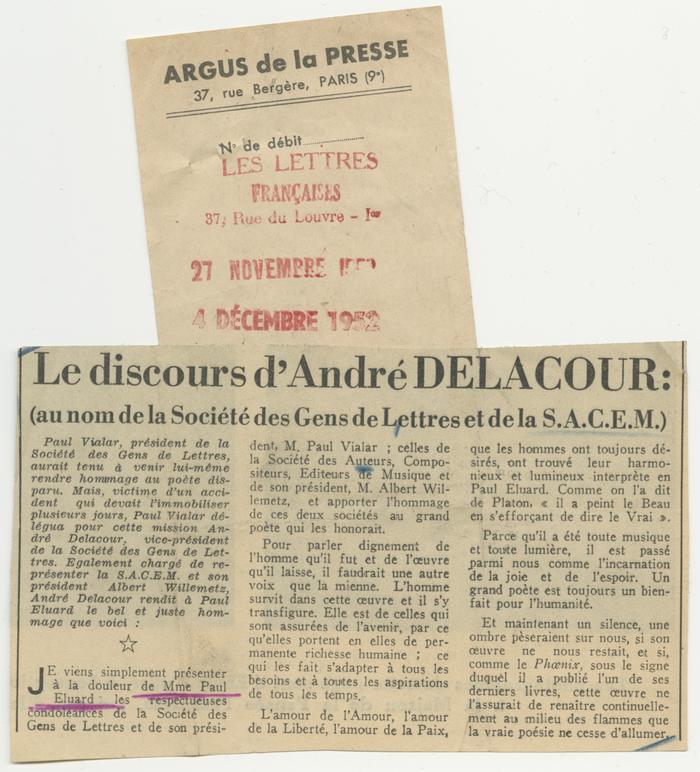 ARGUS de la PRESSE
37, rue Bergère, PARIS (9e)
N° de débit
LES LETTRES
FRANÇAISES
37, Rue du Louvre - Ier
27 NOVEMBRE
4 DÉCEMBRE 1952
Le discours d'André DELACOUR:
(au nom de la Société des Gens de Lettres et de la S.A.C.E.M.)
Paul Vialar, président de la
Société des Gens de Lettres,
aurait tenu à venir lui-même
rendre hommage au poète dis-
paru. Mais, victime d'un acci-
dent qui devait l'immobiliser
plusieurs jours, Paul Vialar dé-
légua pour cette mission An-
dré Delacour, vice-président
de la Société des Gens de Let-
tres. Egalement chargé de re-
présenter la S.A.C.E.M. et son
président Albert Willemetz,
André Delacour rendit à Paul
Eluard le bel et juste hom-
mage que voici :
JE viens simplement présenter
à la douleur de Mme Paul
Eluard les respectueuses
condoléances de la Société des
Gens de Lettres et de son prési-
dent, M. Paul Vialar ; celles de
la Société des Auteurs, Compo-
siteurs, Editeurs de Musique et
de son président, M. Albert Wil-
lemetz, et apporter l'hommage
de ces deux sociétés au grand
poète qui les honorait.
Pour parler dignement de
l'homme qu'il fut et de l'œuvre
qu'il laisse, il faudrait une autre
voix que la mienne. L'homme
survit dans cette œuvre et il s'y
transfigure. Elle est de celles qui
sont assurées de l'avenir, par ce
qu'elles portent en elles de per-
manente richesse humaine ; ce
qui les fait s'adapter à tous les
besoins et à toutes les aspirations
de tous les temps.
L'amour de l'Amour, l'amour
de la Liberté, l'amour de la Paix,
que les hommes ont toujours dé-
sirés, ont trouvé leur harmo-
nieux et lumineux interprète en
Paul Eluard. Comme on l'a dit
de Platon, « il a peint le Beau
en s'efforçant de dire le Vrai ».
Parce qu'il a été toute musique
et toute lumière, il est passé
parmi nous comme l'incarnation
de la joie et de l'espoir. Un
grand poète est toujours un bien-
fait pour l'humanité.
Et maintenant un silence, une
ombre pèseraient sur nous, si son
œuvre ne nous restait, et si,
comme le Phœnix, sous le signe
duquel il a publié l'un de ses
derniers livres, cette œuvre ne
l'assurait de renaître continuelle-
ment au milieu des flammes que
la vraie poésie ne cesse d'allumer.